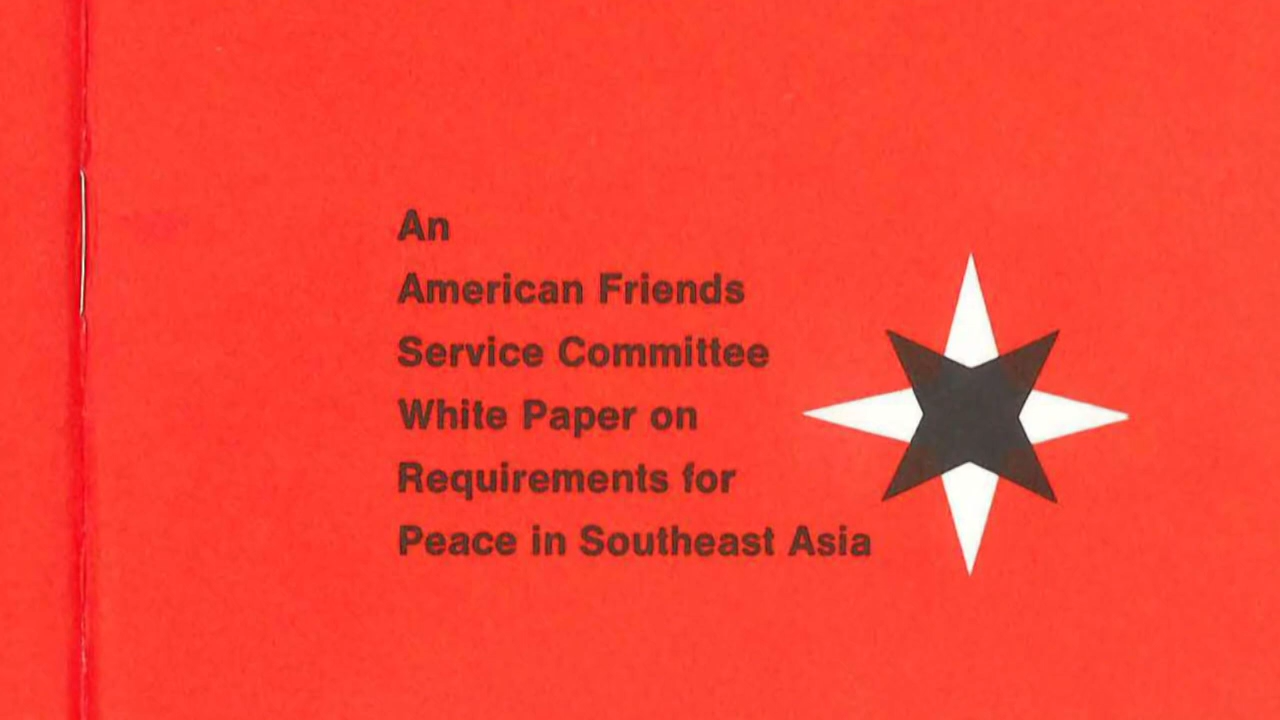 An
American Friends
Service Committee
White Paper on
Requirements for
Peace in Southeast Asia